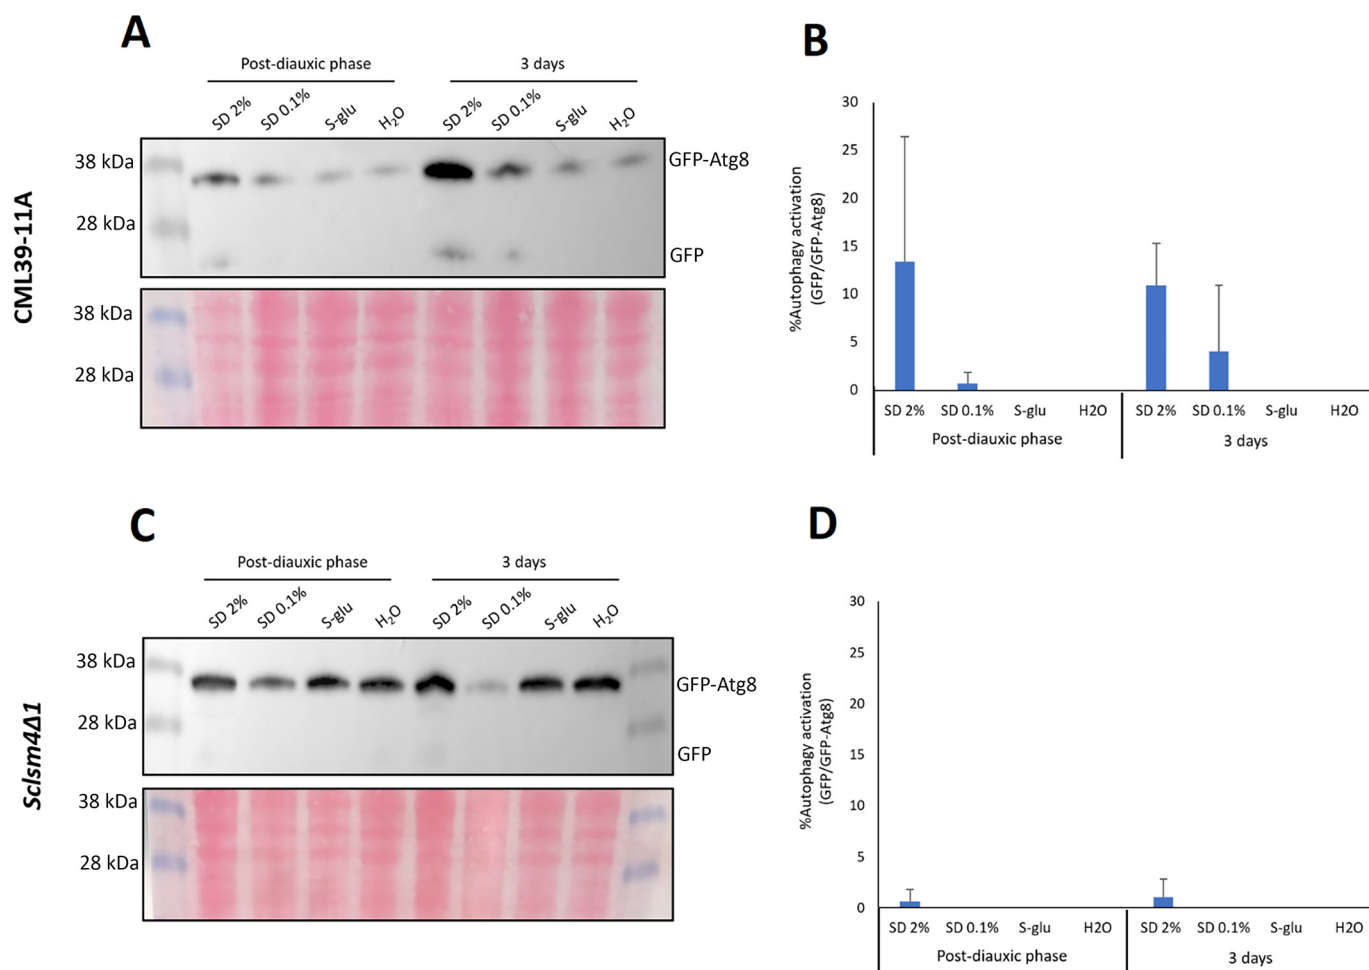 A
Post-diauxic phase 3 days
SD 2% SD 0.1% S-glu H₂O SD 2% SD 0.1% S-glu H₂O
CML39-11A
38 kDa GFP-Atg8
28 kDa
GFP
38 kDa
28 kDa
B
%Autophagy activation
(GFP/GFP-Atg8)
30
25
20
15
10
5
0
SD 2% SD 0.1% S-glu H2O SD 2% SD 0.1% S-glu H2O
Post-diauxic phase 3 days
C
Post-diauxic phase 3 days
SD 2% SD 0.1% S-glu H₂O SD 2% SD 0.1% S-glu H₂O
Sclsm4Δ1
38 kDa
GFP-Atg8
28 kDa
GFP
38 kDa
28 kDa
D
%Autophagy activation
(GFP/GFP-Atg8)
30
25
20
15
10
5
0
SD 2% SD 0.1% S-glu H2O SD 2% SD 0.1% S-glu H2O
Post-diauxic phase 3 days